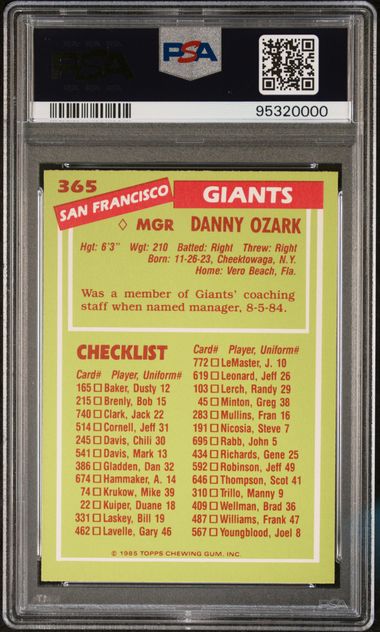 PSA
PSA
95320000
365
SAN FRANCISCO
GIANTS
◊ MGR DANNY OZARK
Hgt: 6'3" Wgt: 210 Batted: Right Threw: Right
Born: 11-26-23, Cheektowaga, N.Y.
Home: Vero Beach, Fla.
Was a member of Giants' coaching
staff when named manager, 8-5-84.
CHECKLIST
Card# Player, Uniform#
165 ☐ Baker, Dusty 12
215 ☐ Brenly, Bob 15
740 ☐ Clark, Jack 22
514 ☐ Cornell, Jeff 31
245 ☐ Davis, Chili 30
541 ☐ Davis, Mark 13
386 ☐ Gladden, Dan 32
674 ☐ Hammaker, A. 14
74 ☐ Krukow, Mike 39
22 ☐ Kuiper, Duane 18
331 ☐ Laskey, Bill 19
462 ☐ Lavelle, Gary 46
Card# Player, Uniform#
772 ☐ LeMaster, J. 10
619 ☐ Leonard, Jeff 26
103 ☐ Lerch, Randy 29
45 ☐ Minton, Greg 38
283 ☐ Mullins, Fran 16
191 ☐ Nicosia, Steve 7
696 ☐ Rabb, John 5
434 ☐ Richards, Gene 25
592 ☐ Robinson, Jeff 49
646 ☐ Thompson, Scot 41
310 ☐ Trillo, Manny 9
409 ☐ Wellman, Brad 36
487 ☐ Williams, Frank 47
567 ☐ Youngblood, Joel 8
© 1985 TOPPS CHEWING GUM, INC.